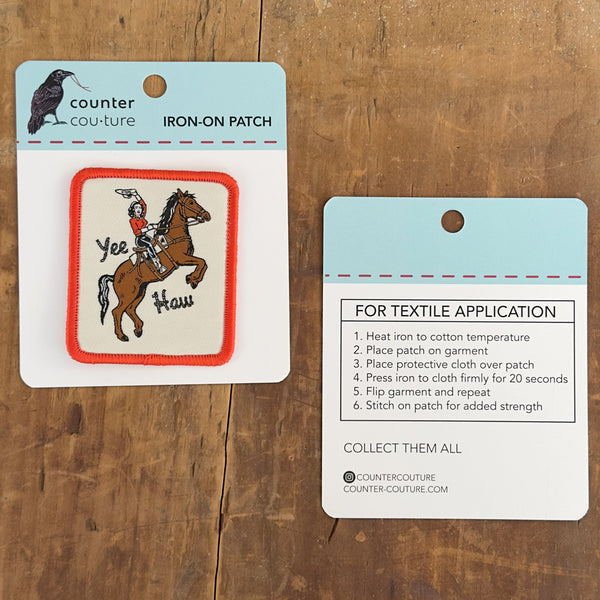 counter
cou•ture
IRON-ON PATCH
Yee
Haw
FOR TEXTILE APPLICATION
1. Heat iron to cotton temperature
2. Place patch on garment
3. Place protective cloth over patch
4. Press iron to cloth firmly for 20 seconds
5. Flip garment and repeat
6. Stitch on patch for added strength
COLLECT THEM ALL
COUNTERCOUTURE
COUNTER-COUTURE.COM